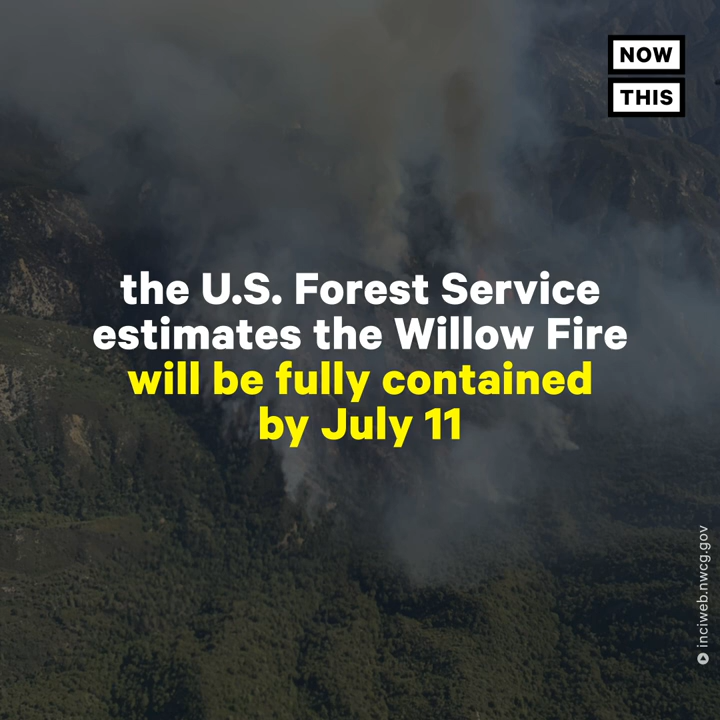 NOW
THIS
the U.S. Forest Service
estimates the Willow Fire
will be fully contained
by July 11
inciweb.nwcg.gov